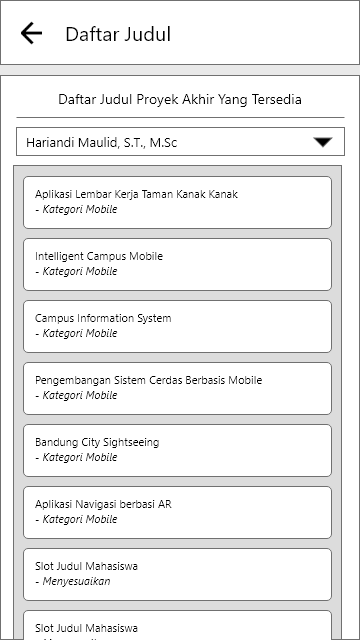 Daftar Judul
Daftar Judul Proyek Akhir Yang Tersedia
Hariandi Maulid, S.T., M.Sc
Aplikasi Lembar Kerja Taman Kanak Kanak
- Kategori Mobile
Intelligent Campus Mobile
- Kategori Mobile
Campus Information System
- Kategori Mobile
Pengembangan Sistem Cerdas Berbasis Mobile
- Kategori Mobile
Bandung City Sightseeing
- Kategori Mobile
Aplikasi Navigasi berbasi AR
- Kategori Mobile
Slot Judul Mahasiswa
- Menyesuaikan
Slot Judul Mahasiswa